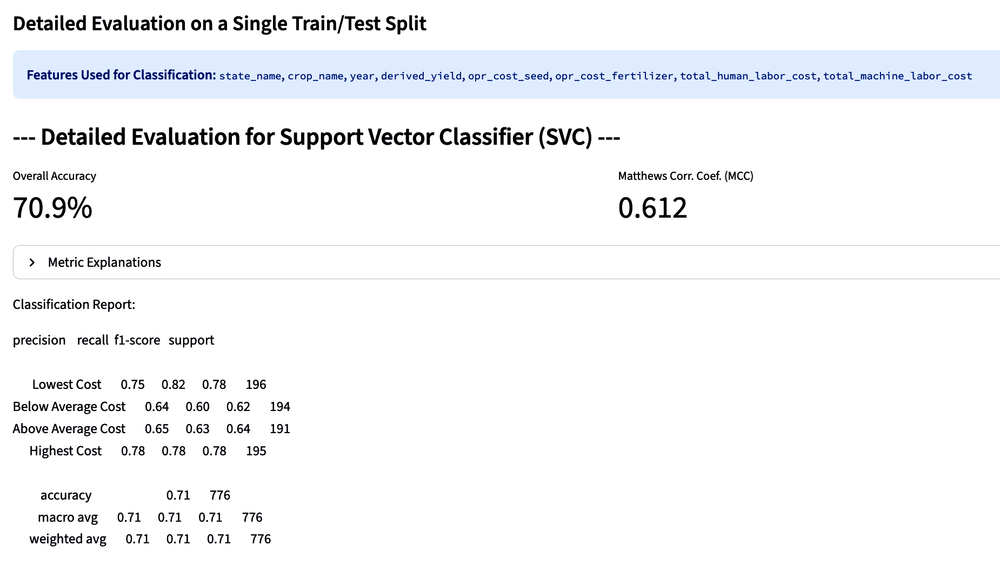 Detailed Evaluation on a Single Train/Test Split
Features Used for Classification: state_name, crop_name, year, derived_yield, opr_cost_seed, opr_cost_fertilizer, total_human_labor_cost, total_machine_labor_cost
--- Detailed Evaluation for Support Vector Classifier (SVC) ---
Overall Accuracy
70.9%
Matthews Corr. Coef. (MCC)
0.612
Metric Explanations
Classification Report:
precision recall f1-score support
Lowest Cost 0.75 0.82 0.78 196
Below Average Cost 0.64 0.60 0.62 194
Above Average Cost 0.65 0.63 0.64 191
Highest Cost 0.78 0.78 0.78 195
accuracy 0.71 776
macro avg 0.71 0.71 0.71 776
weighted avg 0.71 0.71 0.71 776